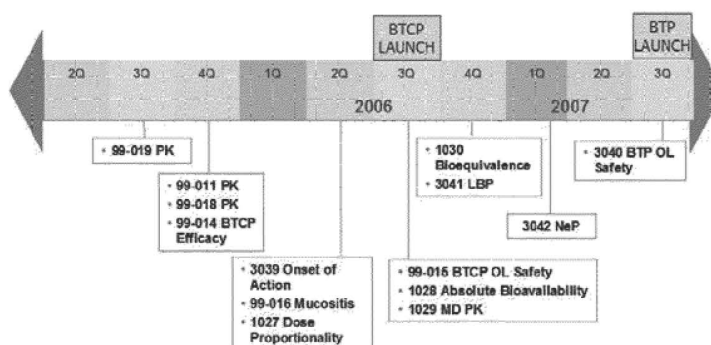 BTCP
LAUNCH
BTP
LAUNCH
2Q 3Q 4Q 1Q 2Q 3Q 4Q 1Q 2Q 3Q
2006 2007
• 99-019 PK
• 99-011 PK
• 99-018 PK
• 99-014 BTCP
Efficacy
• 3039 Onset of
Action
• 99-016 Mucositis
• 1027 Dose
Proportionality
• 99-015 BTCP OL Safety
• 1028 Absolute Bioavailability
• 1029 MD PK
• 1030
Bioequivalence
• 3041 LBP
3042 NeP
• 3040 BTP OL
Safety